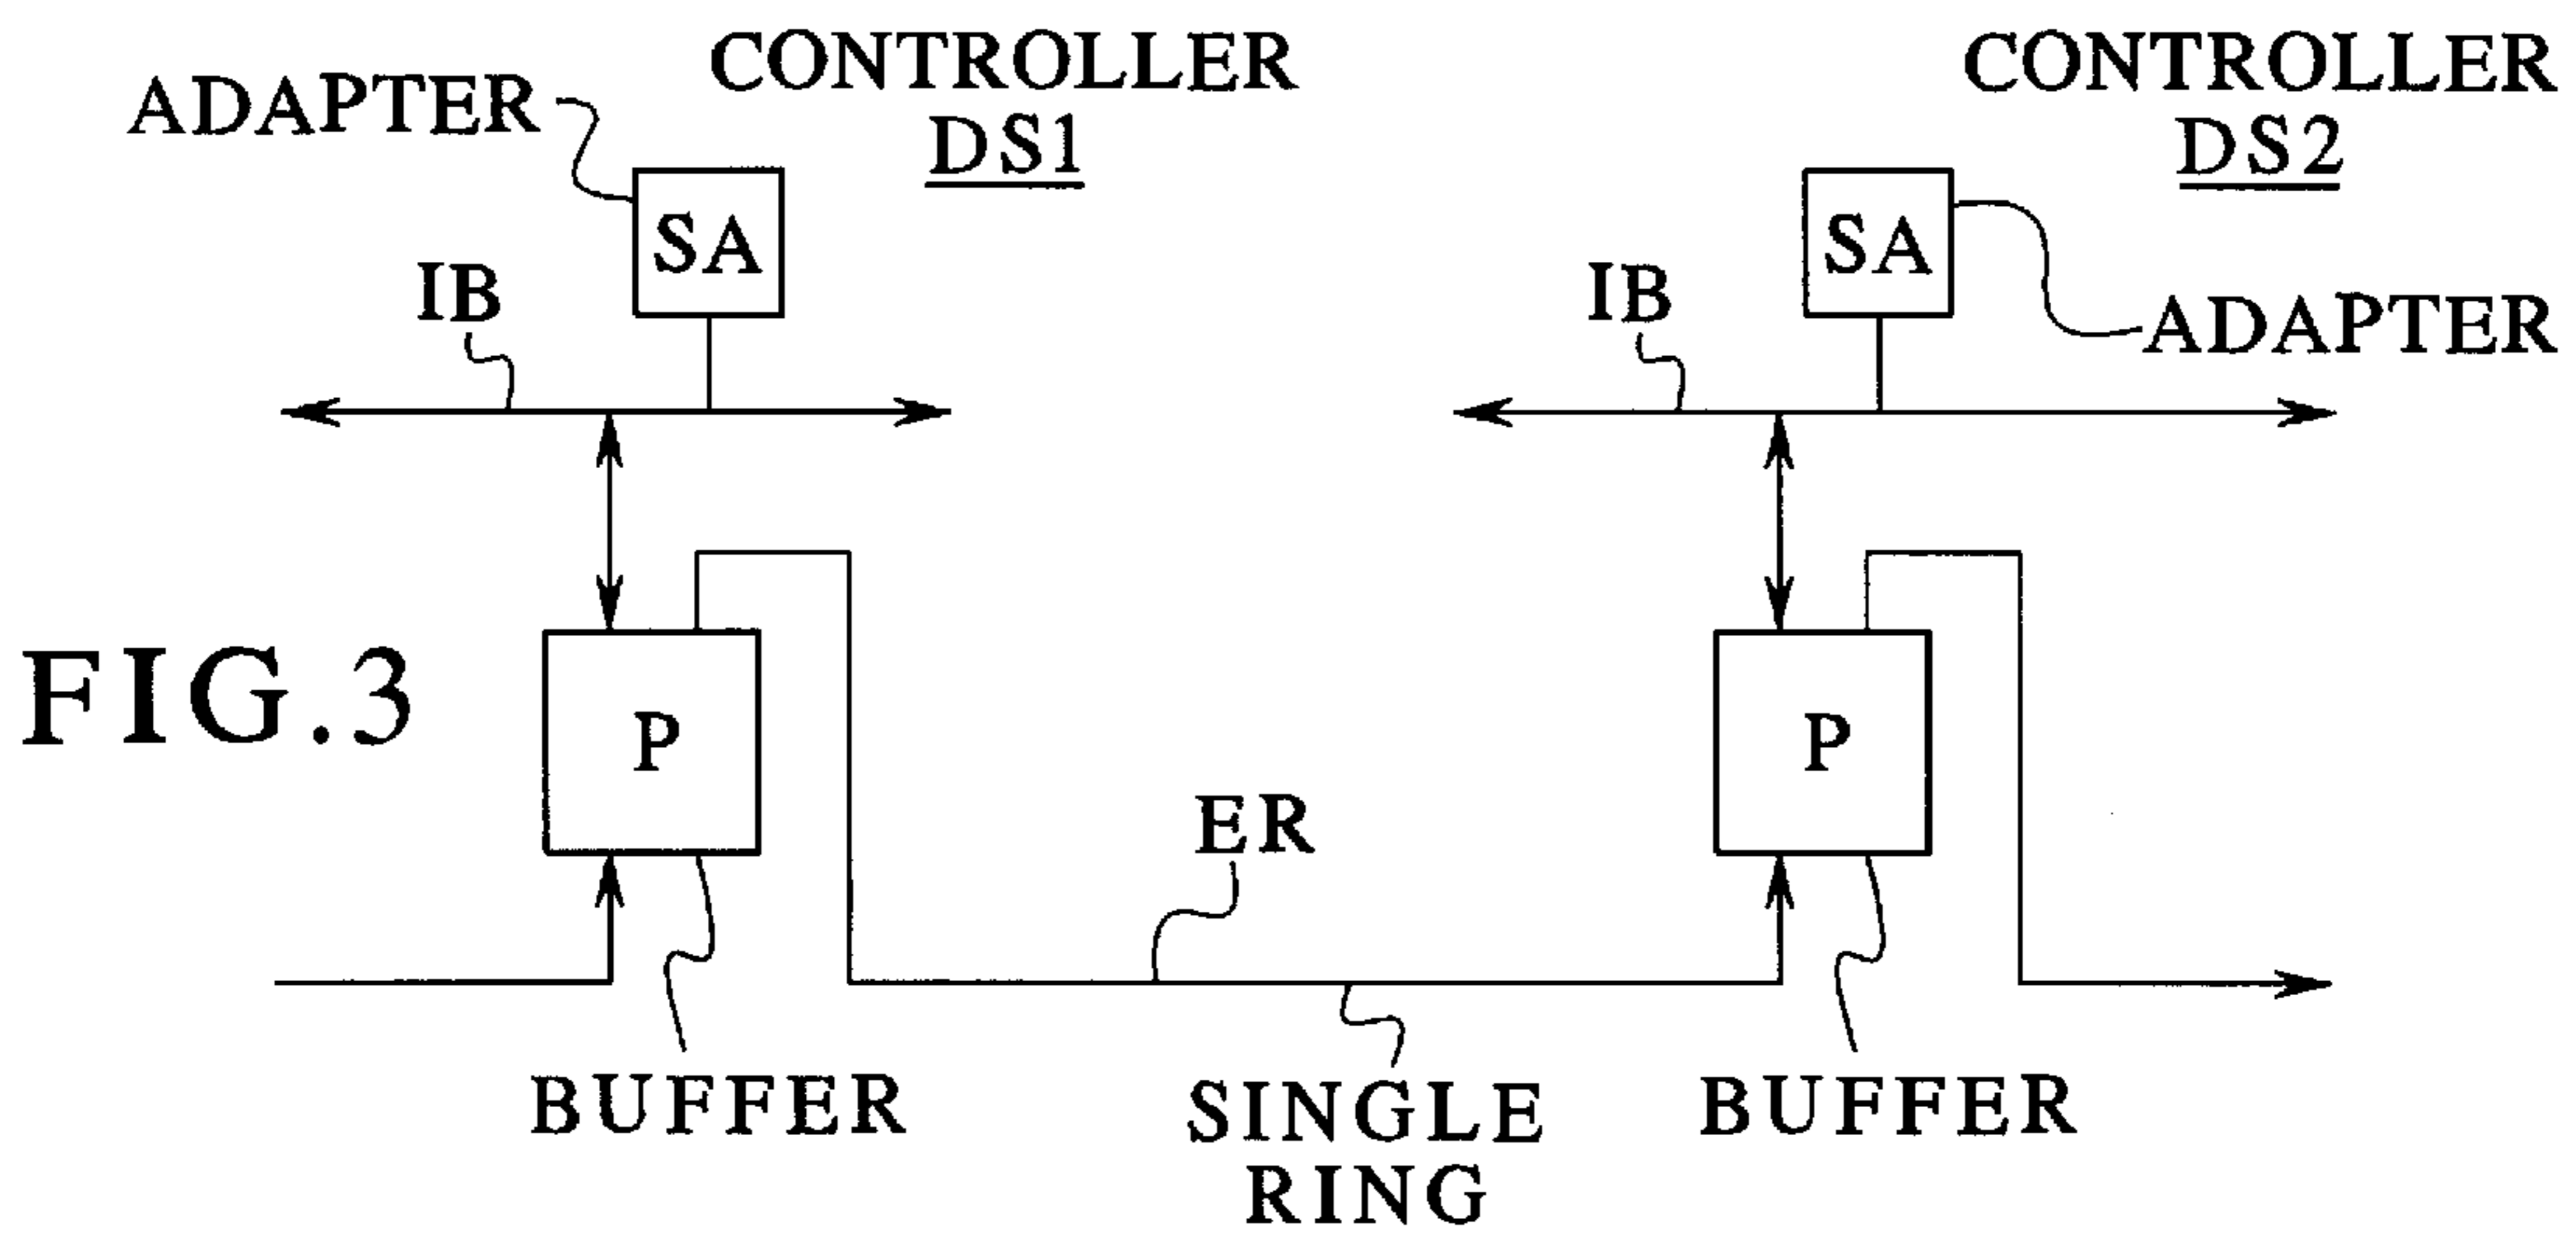 CONTROLLER
DS1
CONTROLLER
DS2
ADAPTER
SA
SA
IB
IB
ADAPTER
FIG.3
P
P
ER
BUFFER
SINGLE
RING
BUFFER